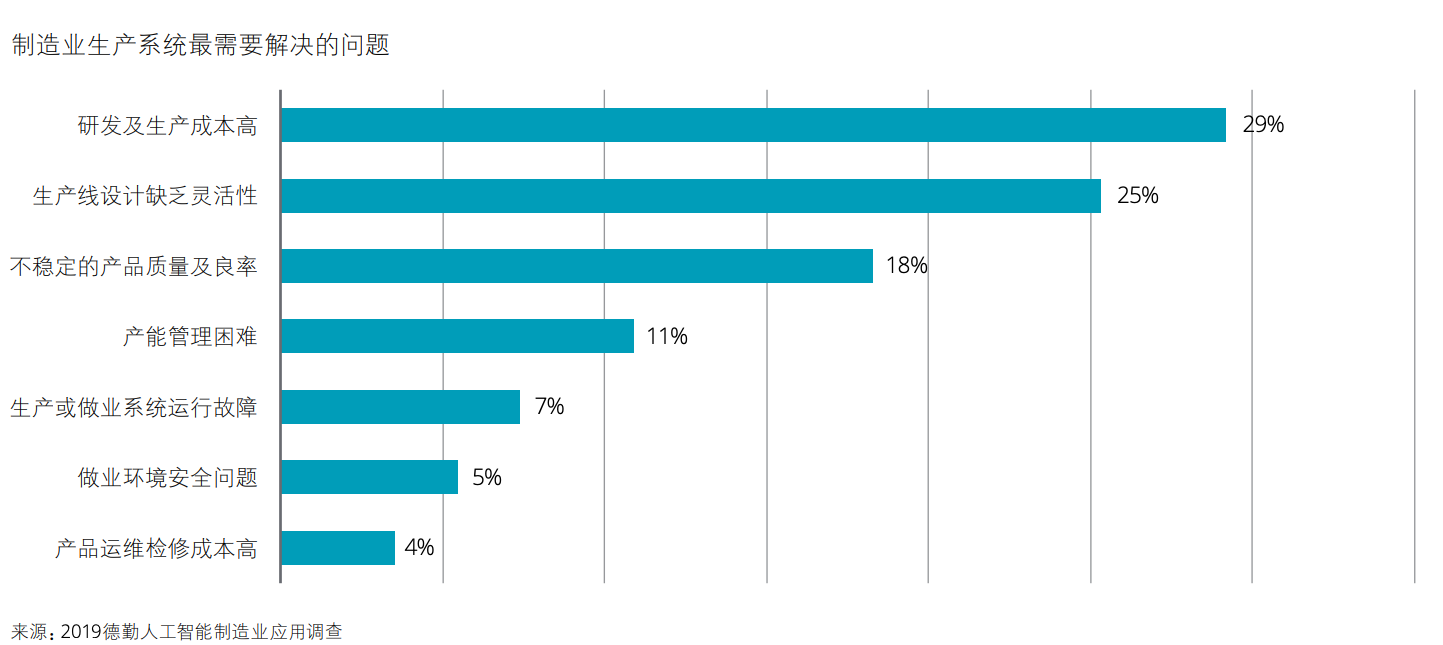 制造业生产系统最需要解决的问题
研发及生产成本高 29%
生产线设计缺乏灵活性 25%
不稳定的产品质量及良率 18%
产能管理困难 11%
生产或做业系统运行故障 7%
做业环境安全问题 5%
产品运维检修成本高 4%
来源：2019德勤人工智能制造业应用调查